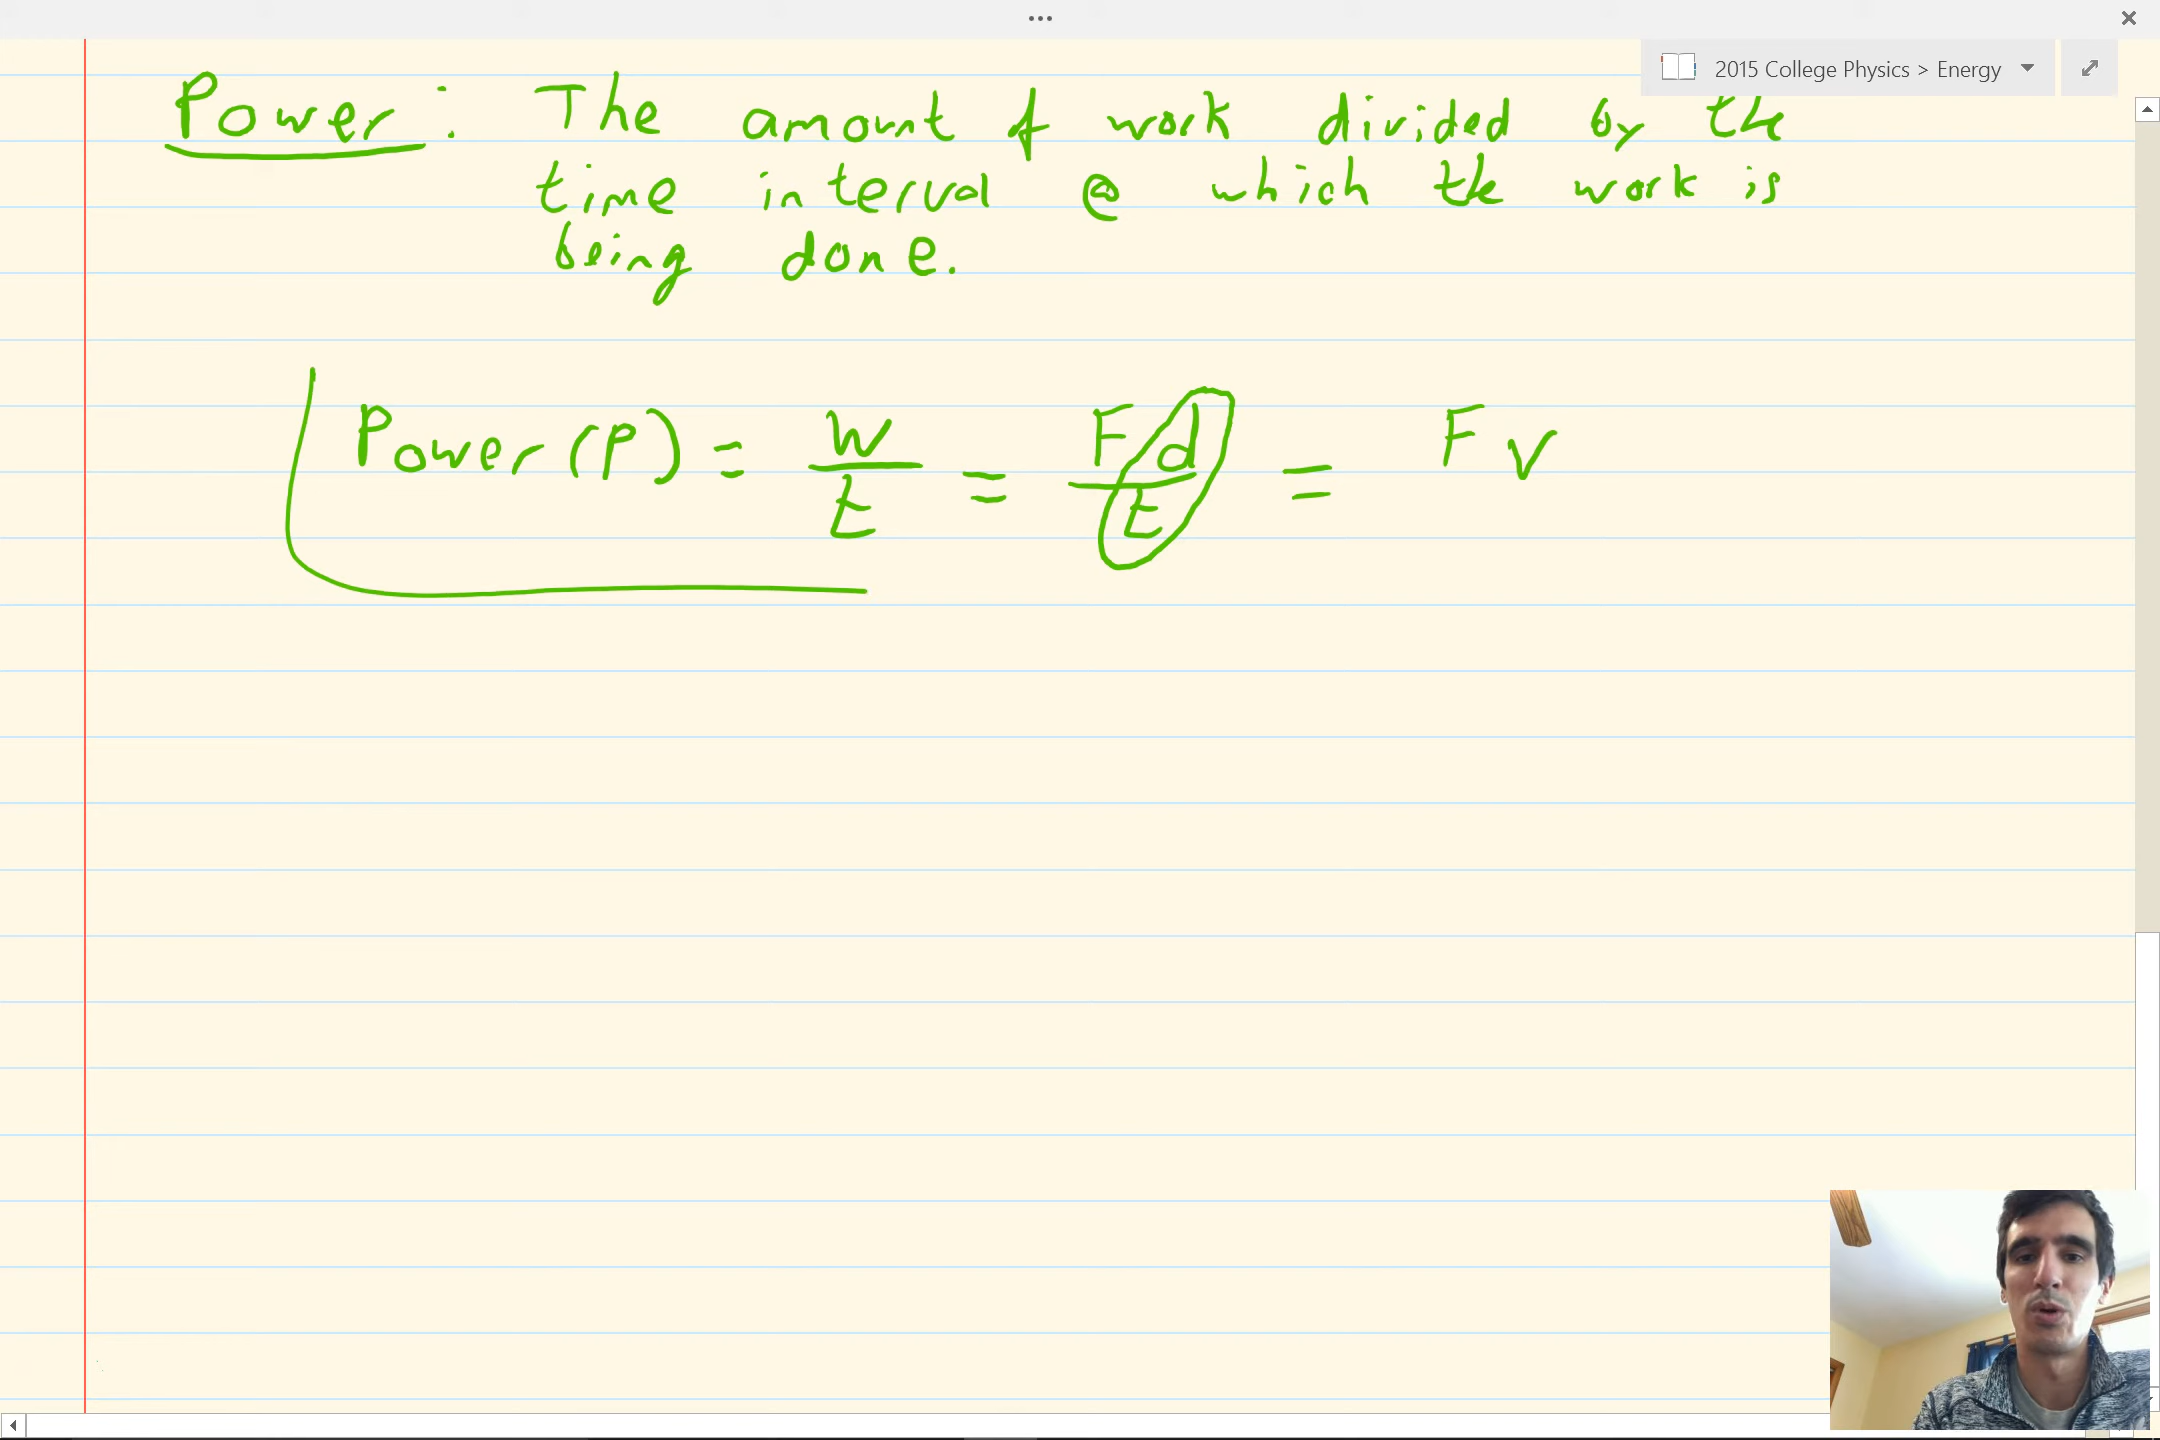 2015 College Physics > Energy
Power: The amount of work divided by the
time interval @ which the work is
being done.
Power (P) = W/t = Fd/t = Fv